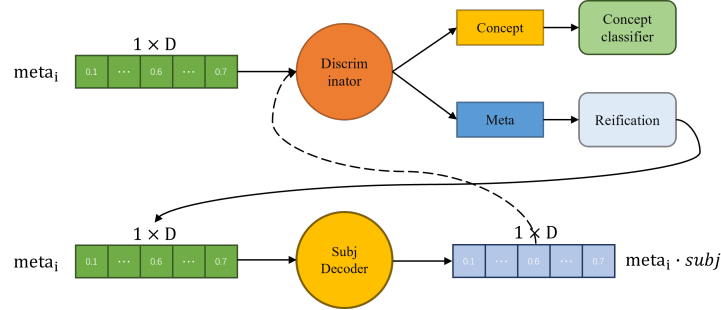 1 × D
meta_i
0.1 ⋯ 0.6 ⋯ 0.7
Discrim
inator
Concept
Concept
classifier
Meta
Reification
1 × D
meta_i
0.1 ⋯ 0.6 ⋯ 0.7
Subj
Decoder
1 × D
0.1 ⋯ 0.6 ⋯ 0.7
meta_i · subj